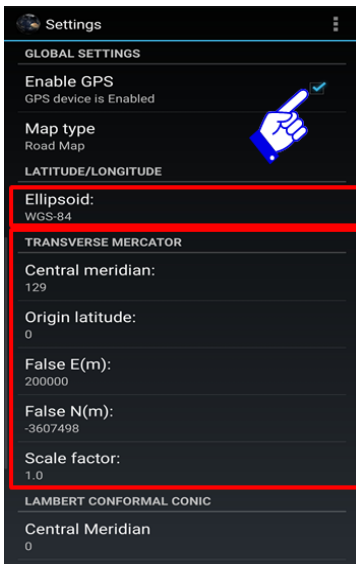 Settings
GLOBAL SETTINGS
Enable GPS
GPS device is Enabled
Map type
Road Map
LATITUDE/LONGITUDE
Ellipsoid:
WGS-84
TRANSVERSE MERCATOR
Central meridian:
129
Origin latitude:
0
False E(m):
200000
False N(m):
-3607498
Scale factor:
1.0
LAMBERT CONFORMAL CONIC
Central Meridian
0